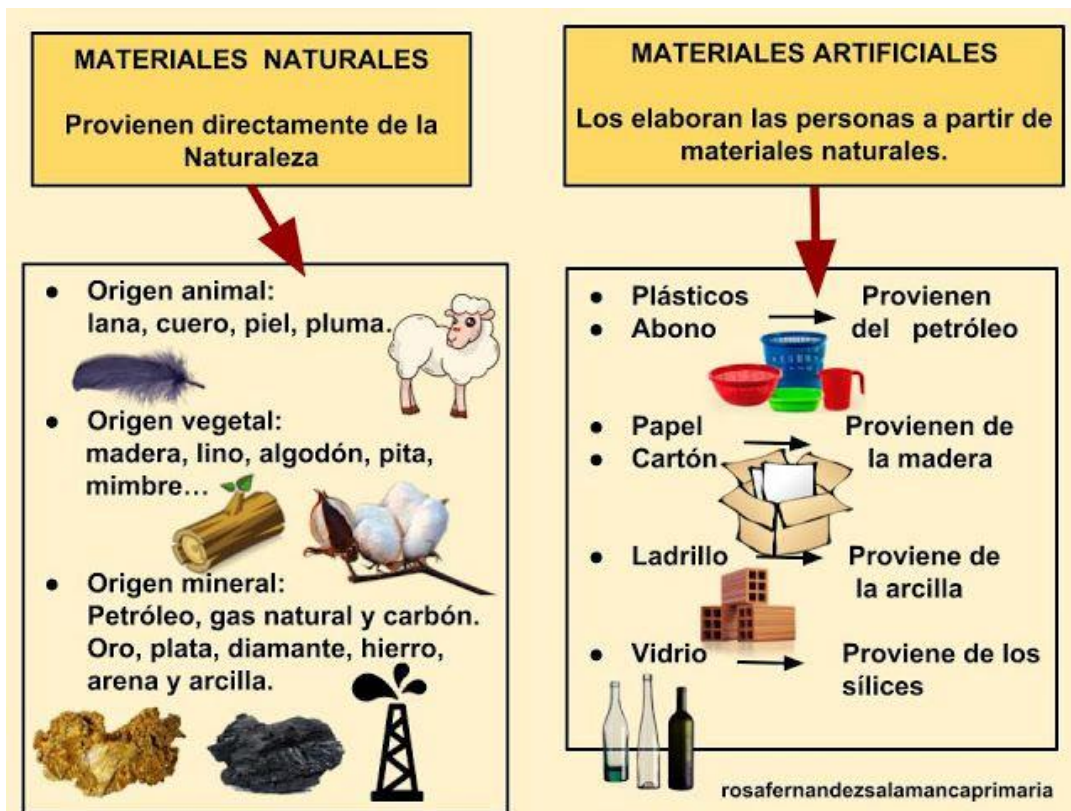 MATERIALES NATURALES
Provienen directamente de la
Naturaleza
● Origen animal:
lana, cuero, piel, pluma...
● Origen vegetal:
madera, lino, algodón, pita,
mimbre...
● Origen mineral:
Petróleo, gas natural y carbón.
Oro, plata, diamante, hierro,
arena y arcilla.
MATERIALES ARTIFICIALES
Los elaboran las personas a partir de
materiales naturales.
● Plásticos Provienen
● Abono del petróleo
● Papel Provienen de
● Cartón la madera
● Ladrillo Proviene de
la arcilla
● Vidrio Proviene de los
sílices
rosafernandezsalamancaprimaria